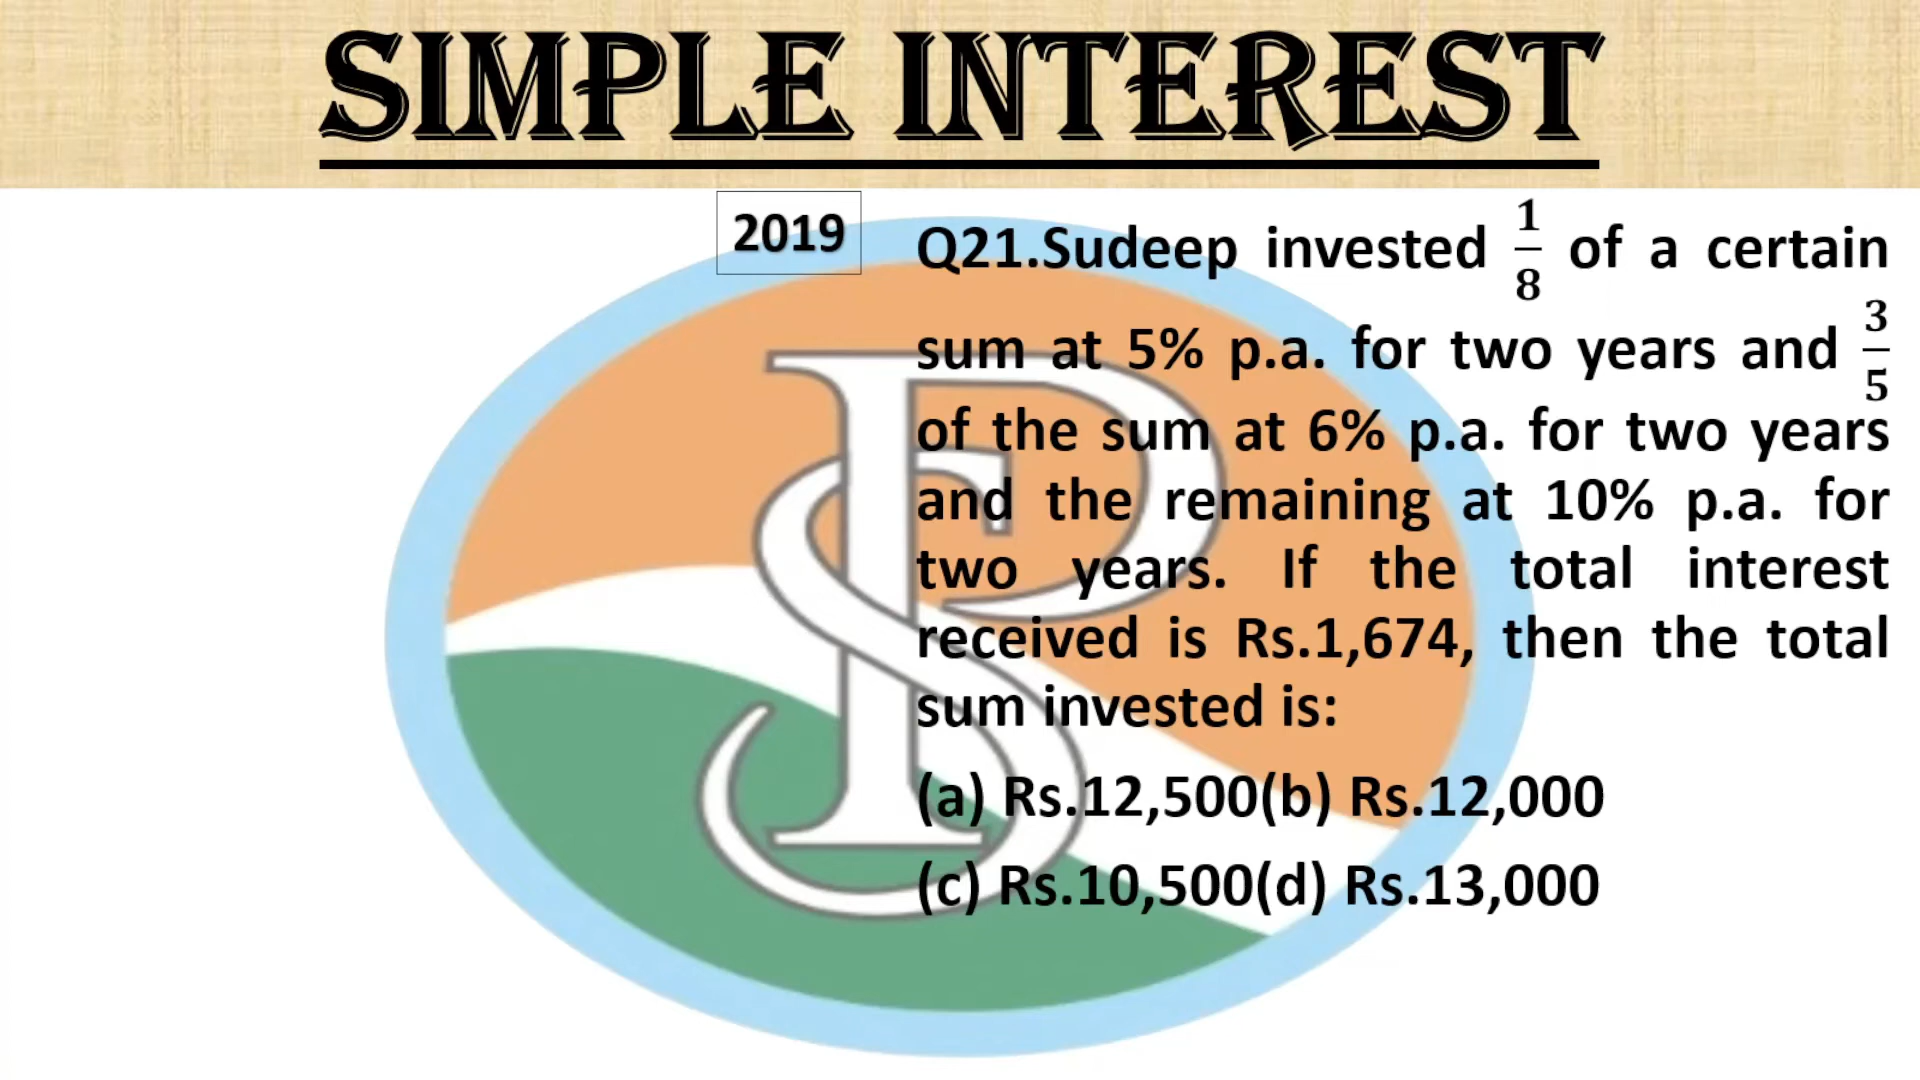 SIMPLE INTEREST
2019
Q21.Sudeep invested 1/8 of a certain
sum at 5% p.a. for two years and 3/5
of the sum at 6% p.a. for two years
and the remaining at 10% p.a. for
two years. If the total interest
received is Rs.1,674, then the total
sum invested is:
(a) Rs.12,500(b) Rs.12,000
(c) Rs.10,500(d) Rs.13,000